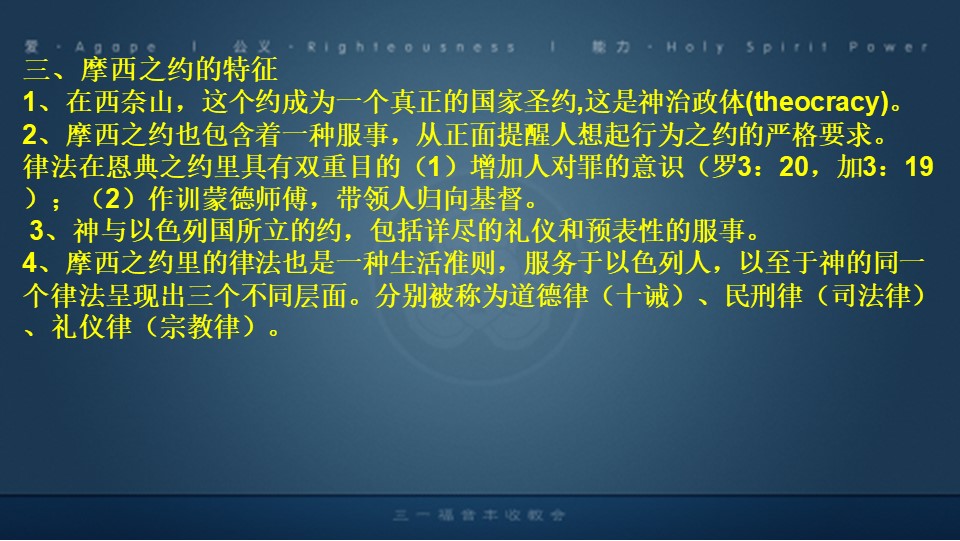 爱 · Agape | 公义 · Righteousness | 能力 · Holy Spirit Power
三、摩西之约的特征
1、在西奈山，这个约成为一个真正的国家圣约,这是神治政体(theocracy)。
2、摩西之约也包含着一种服事，从正面提醒人想起行为之约的严格要求。
律法在恩典之约里具有双重目的（1）增加人对罪的意识（罗3：20，加3：19
）；（2）作训蒙德师傅，带领人归向基督。
3、神与以色列国所立的约，包括详尽的礼仪和预表性的服事。
4、摩西之约里的律法也是一种生活准则，服务于以色列人，以至于神的同一
个律法呈现出三个不同层面。分别被称为道德律（十诫）、民刑律（司法律）
、礼仪律（宗教律）。
三一福音丰收教会